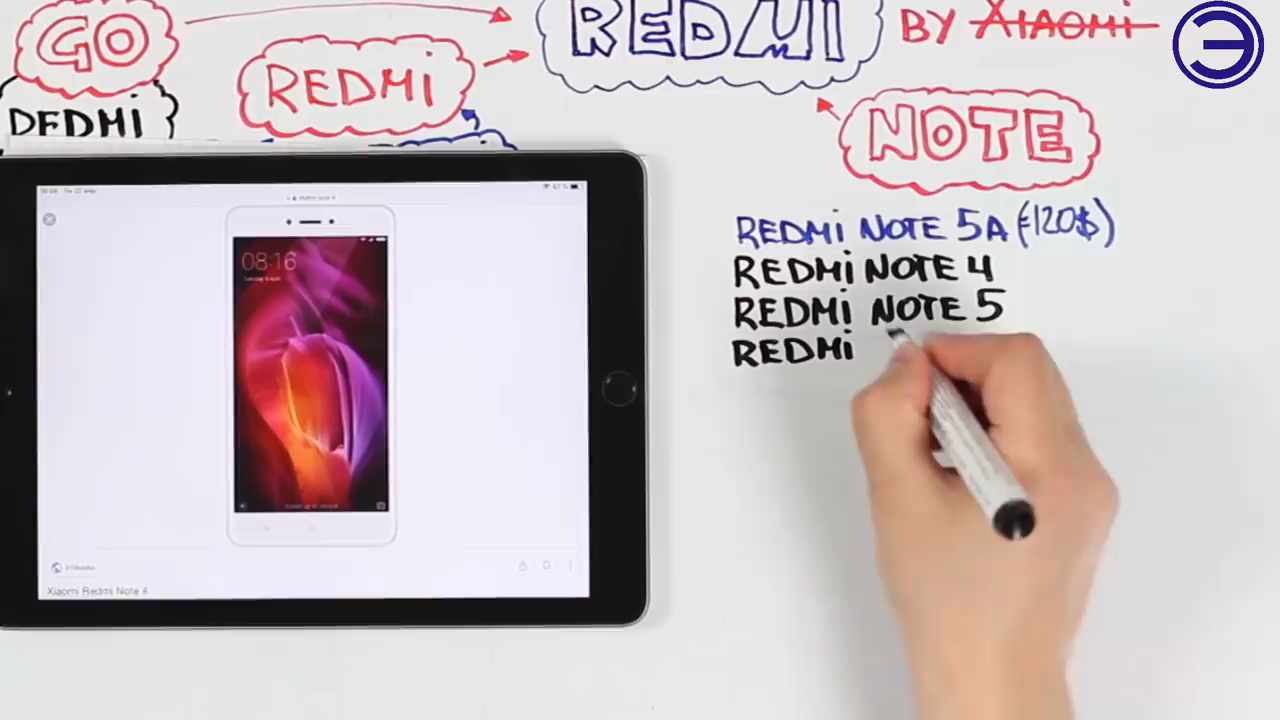 GO
REDMi
BY XIAOMi
REDMi
NOTE
REDMi
REDMi NOTE 5A (≈120$)
REDMi NOTE 4
REDMi NOTE 5
REDMi
08:16
Xiaomi Redmi Note 4